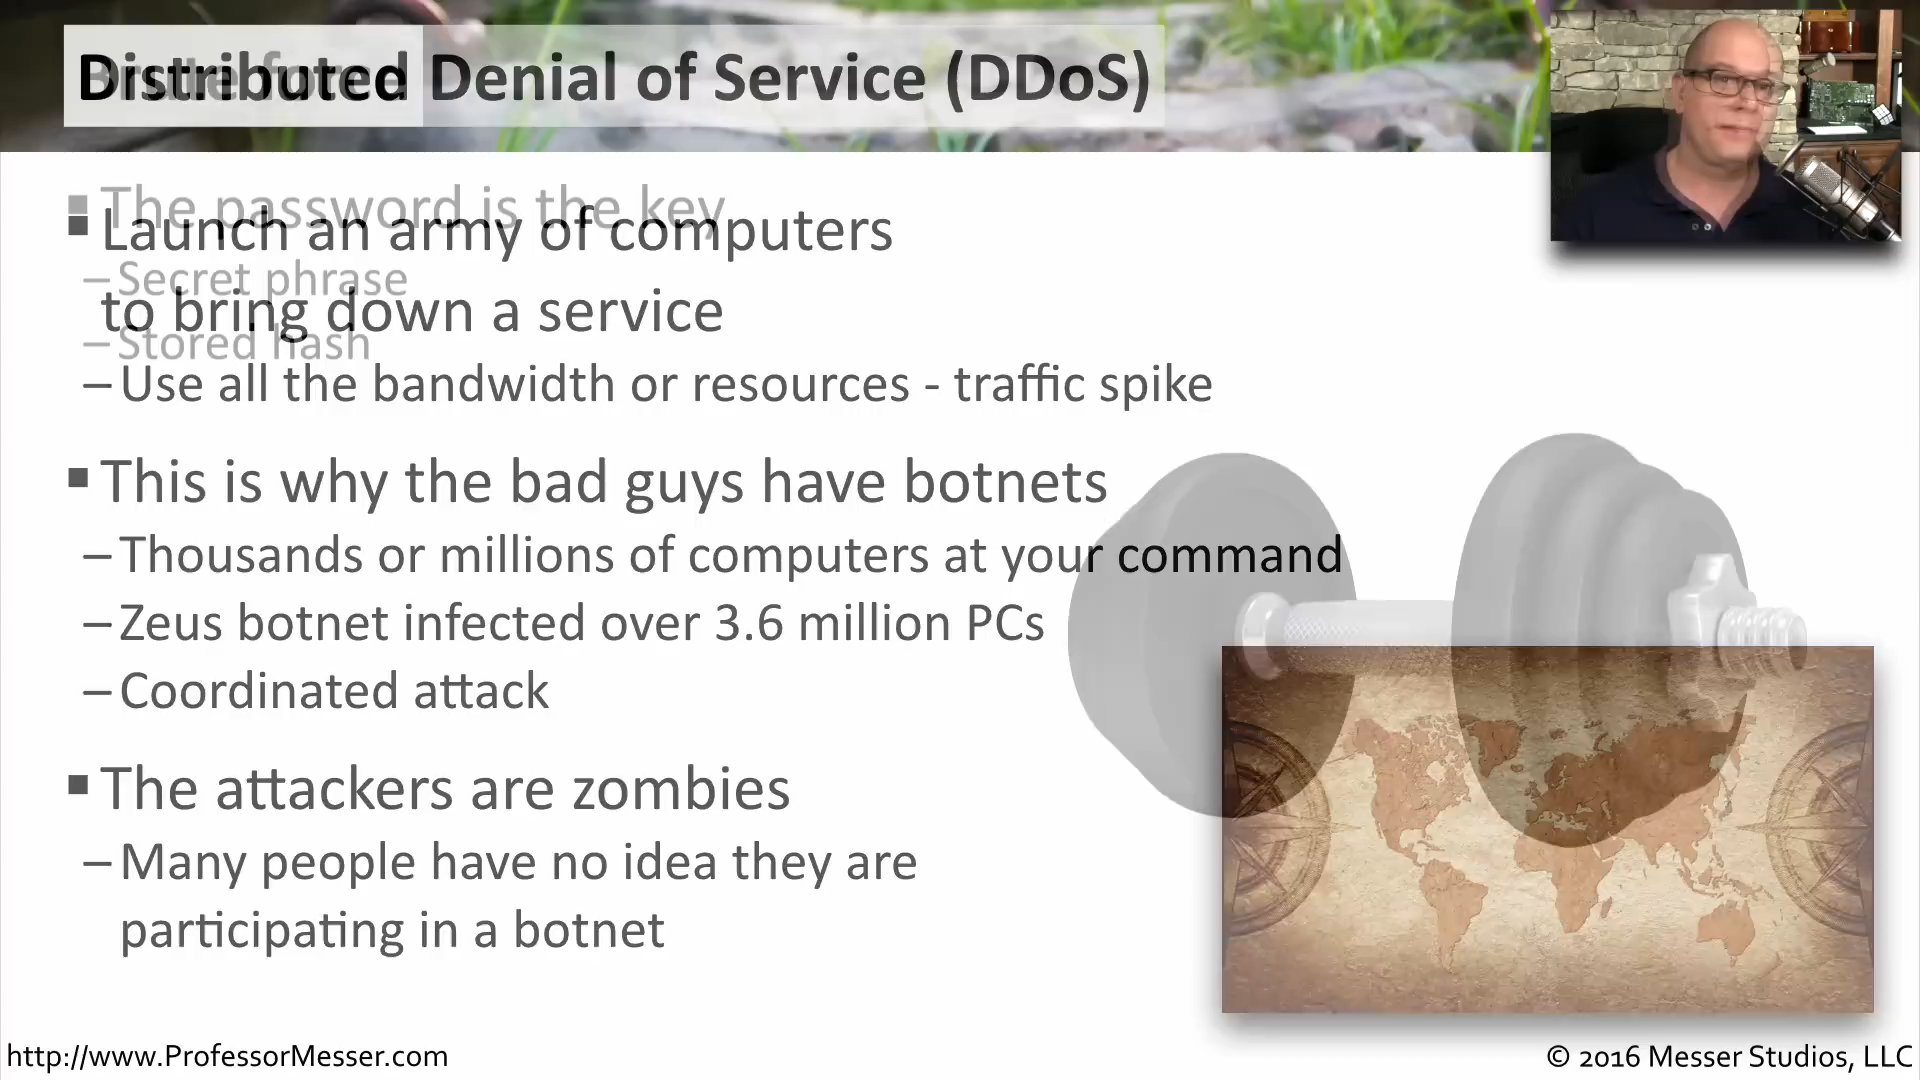 Distributed Denial of Service (DDoS)
Brute force
▪ The password is the key
– Secret phrase
– Stored hash
▪ Launch an army of computers
to bring down a service
– Use all the bandwidth or resources - traffic spike
▪ This is why the bad guys have botnets
– Thousands or millions of computers at your command
– Zeus botnet infected over 3.6 million PCs
– Coordinated attack
▪ The attackers are zombies
– Many people have no idea they are
participating in a botnet
http://www.ProfessorMesser.com
© 2016 Messer Studios, LLC